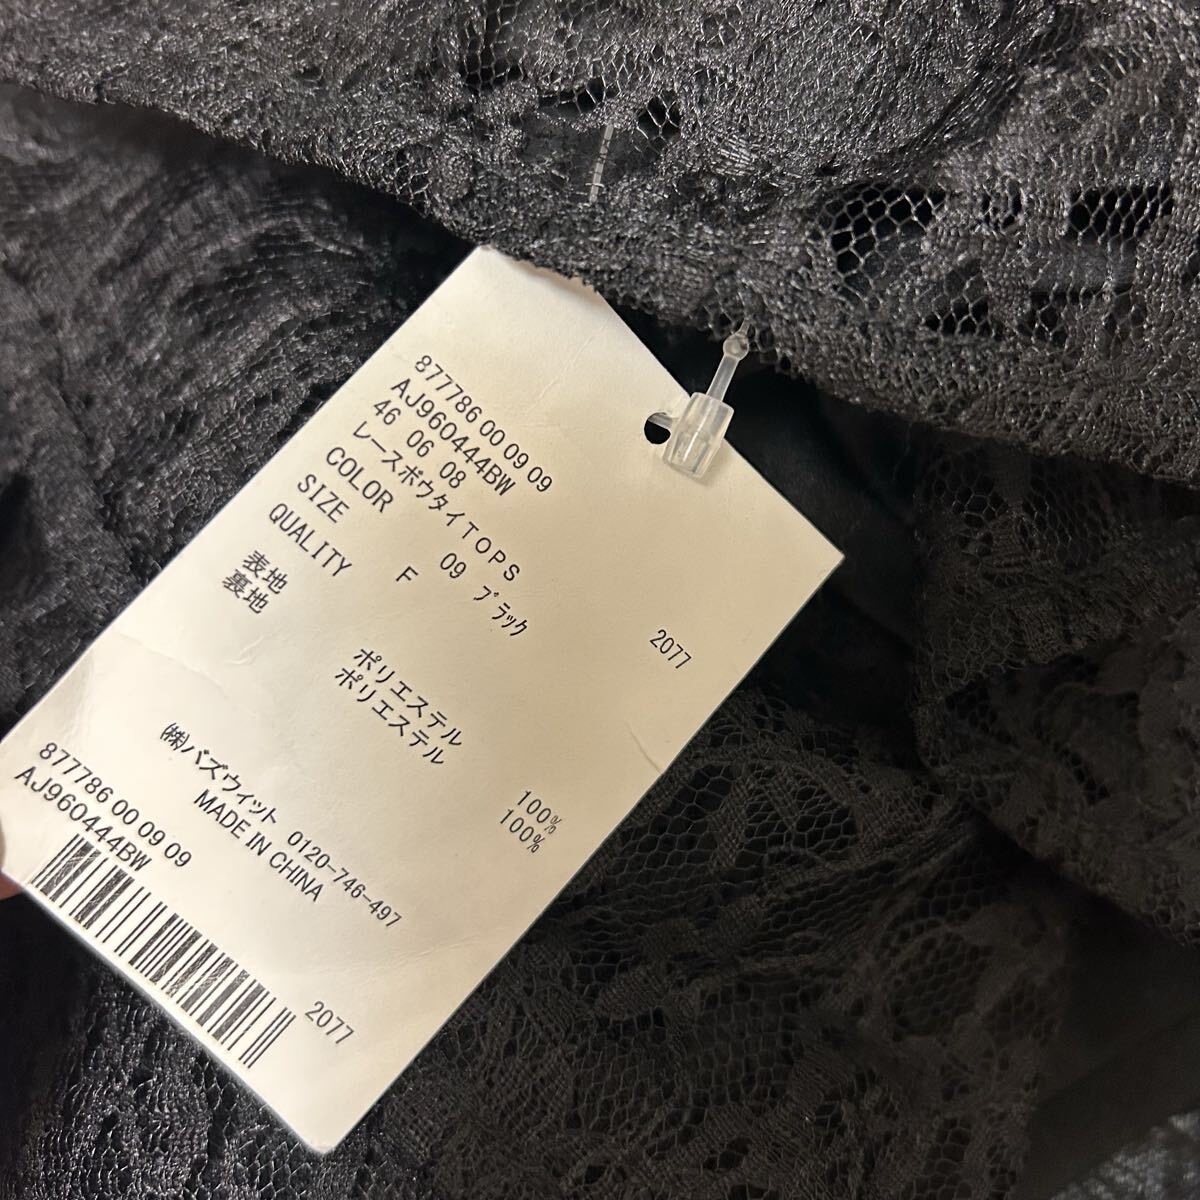 877786 00 09 09
AJ960444BW
46 06 08
レースボウタイTOPS
COLOR 09 ブラック
SIZE F 2077
QUALITY
表地 ポリエステル 100%
裏地 ポリエステル 100%
㈱バズウィット 0120-746-497
MADE IN CHINA
877786 00 09 09
AJ960444BW
2077